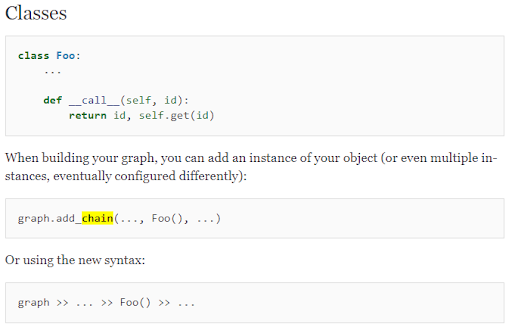 Classes
class Foo:
    ...
    def __call__(self, id):
        return id, self.get(id)
When building your graph, you can add an instance of your object (or even multiple in-
stances, eventually configured differently):
graph.add_chain(..., Foo(), ...)
Or using the new syntax:
graph >> ... >> Foo() >> ...